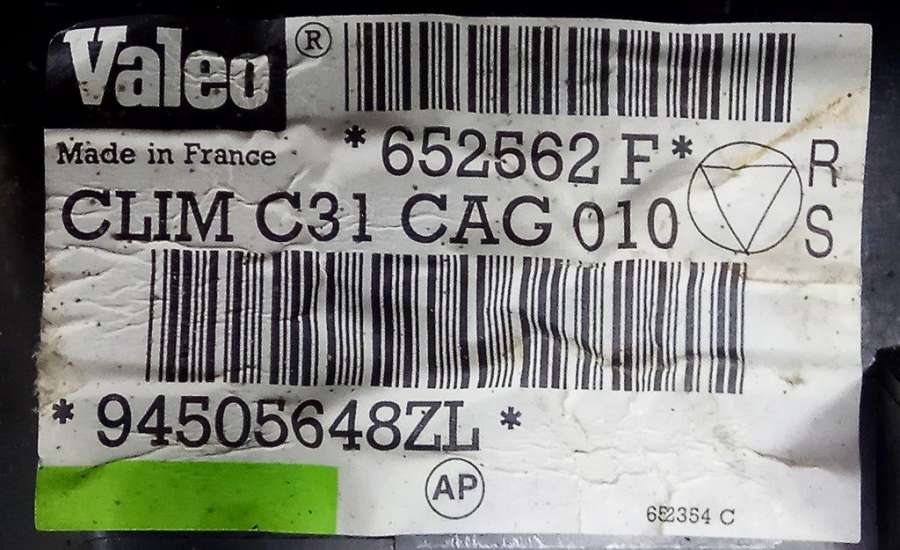 Valeo ®
*652562 F*
Made in France
R
CLIM C31 CAG 010
S
*94505648ZL*
AP
652354 C